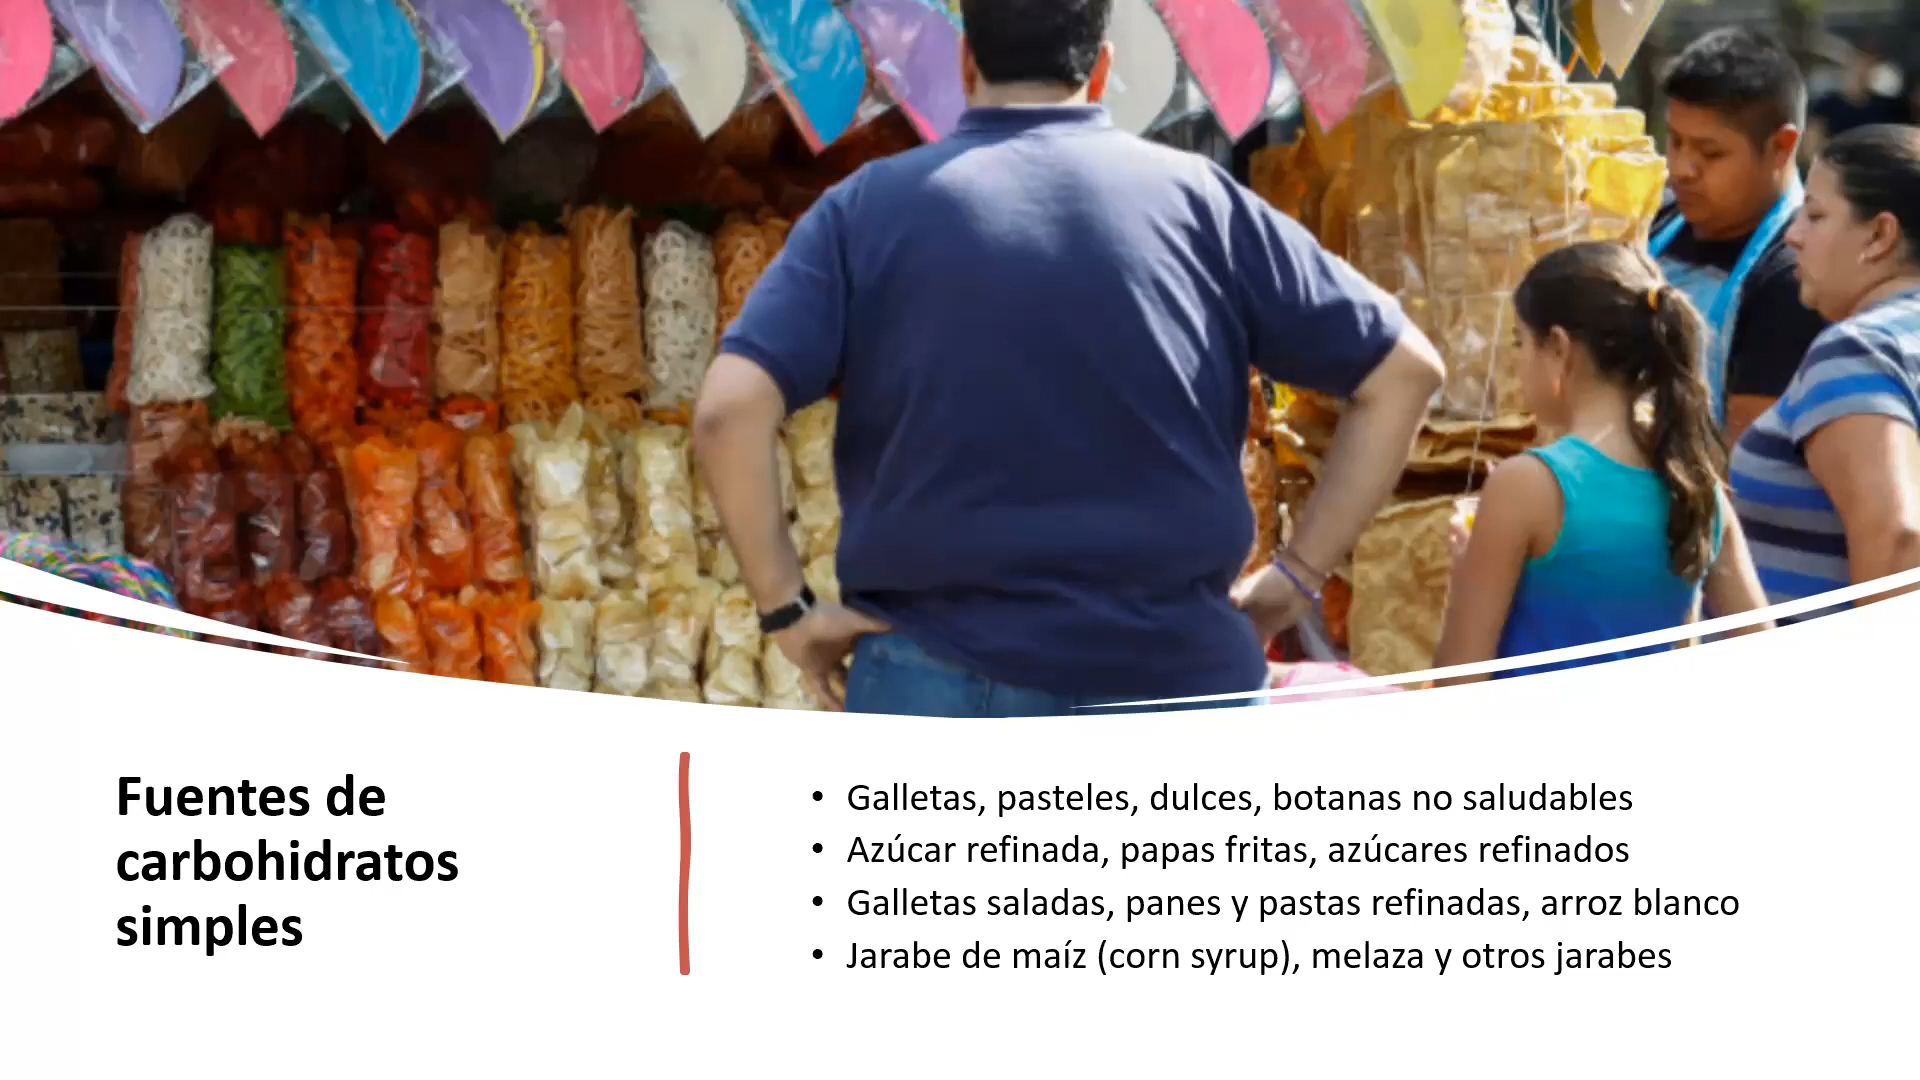 Fuentes de
carbohidratos
simples
• Galletas, pasteles, dulces, botanas no saludables
• Azúcar refinada, papas fritas, azúcares refinados
• Galletas saladas, panes y pastas refinadas, arroz blanco
• Jarabe de maíz (corn syrup), melaza y otros jarabes